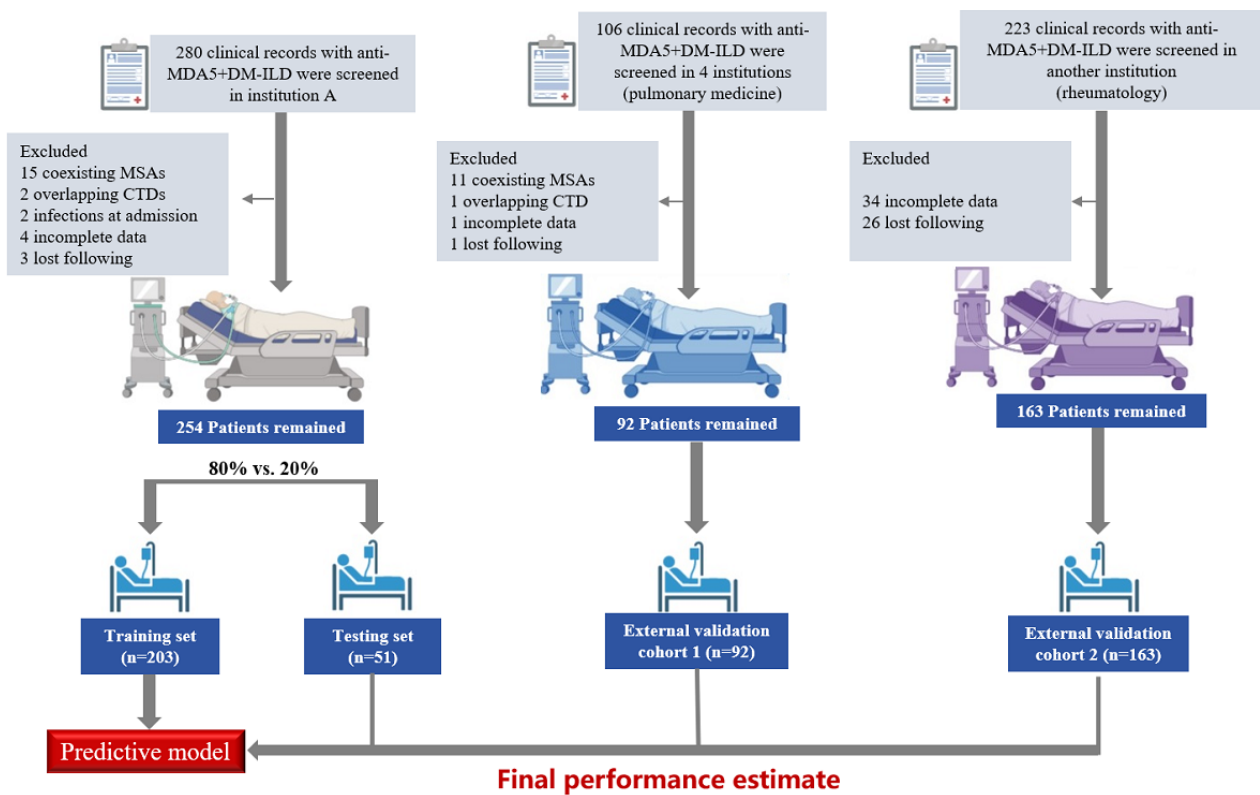 280 clinical records with anti-
MDA5+DM-ILD were screened
in institution A
106 clinical records with anti-
MDA5+DM-ILD were
screened in 4 institutions
(pulmonary medicine)
223 clinical records with anti-
MDA5+DM-ILD were screened in
another institution
(rheumatology)
Excluded
15 coexisting MSAs
2 overlapping CTDs
2 infections at admission
4 incomplete data
3 lost following
Excluded
11 coexisting MSAs
1 overlapping CTD
1 incomplete data
1 lost following
Excluded
34 incomplete data
26 lost following
254 Patients remained
92 Patients remained
163 Patients remained
80% vs. 20%
Training set
(n=203)
Testing set
(n=51)
External validation
cohort 1 (n=92)
External validation
cohort 2 (n=163)
Predictive model
Final performance estimate